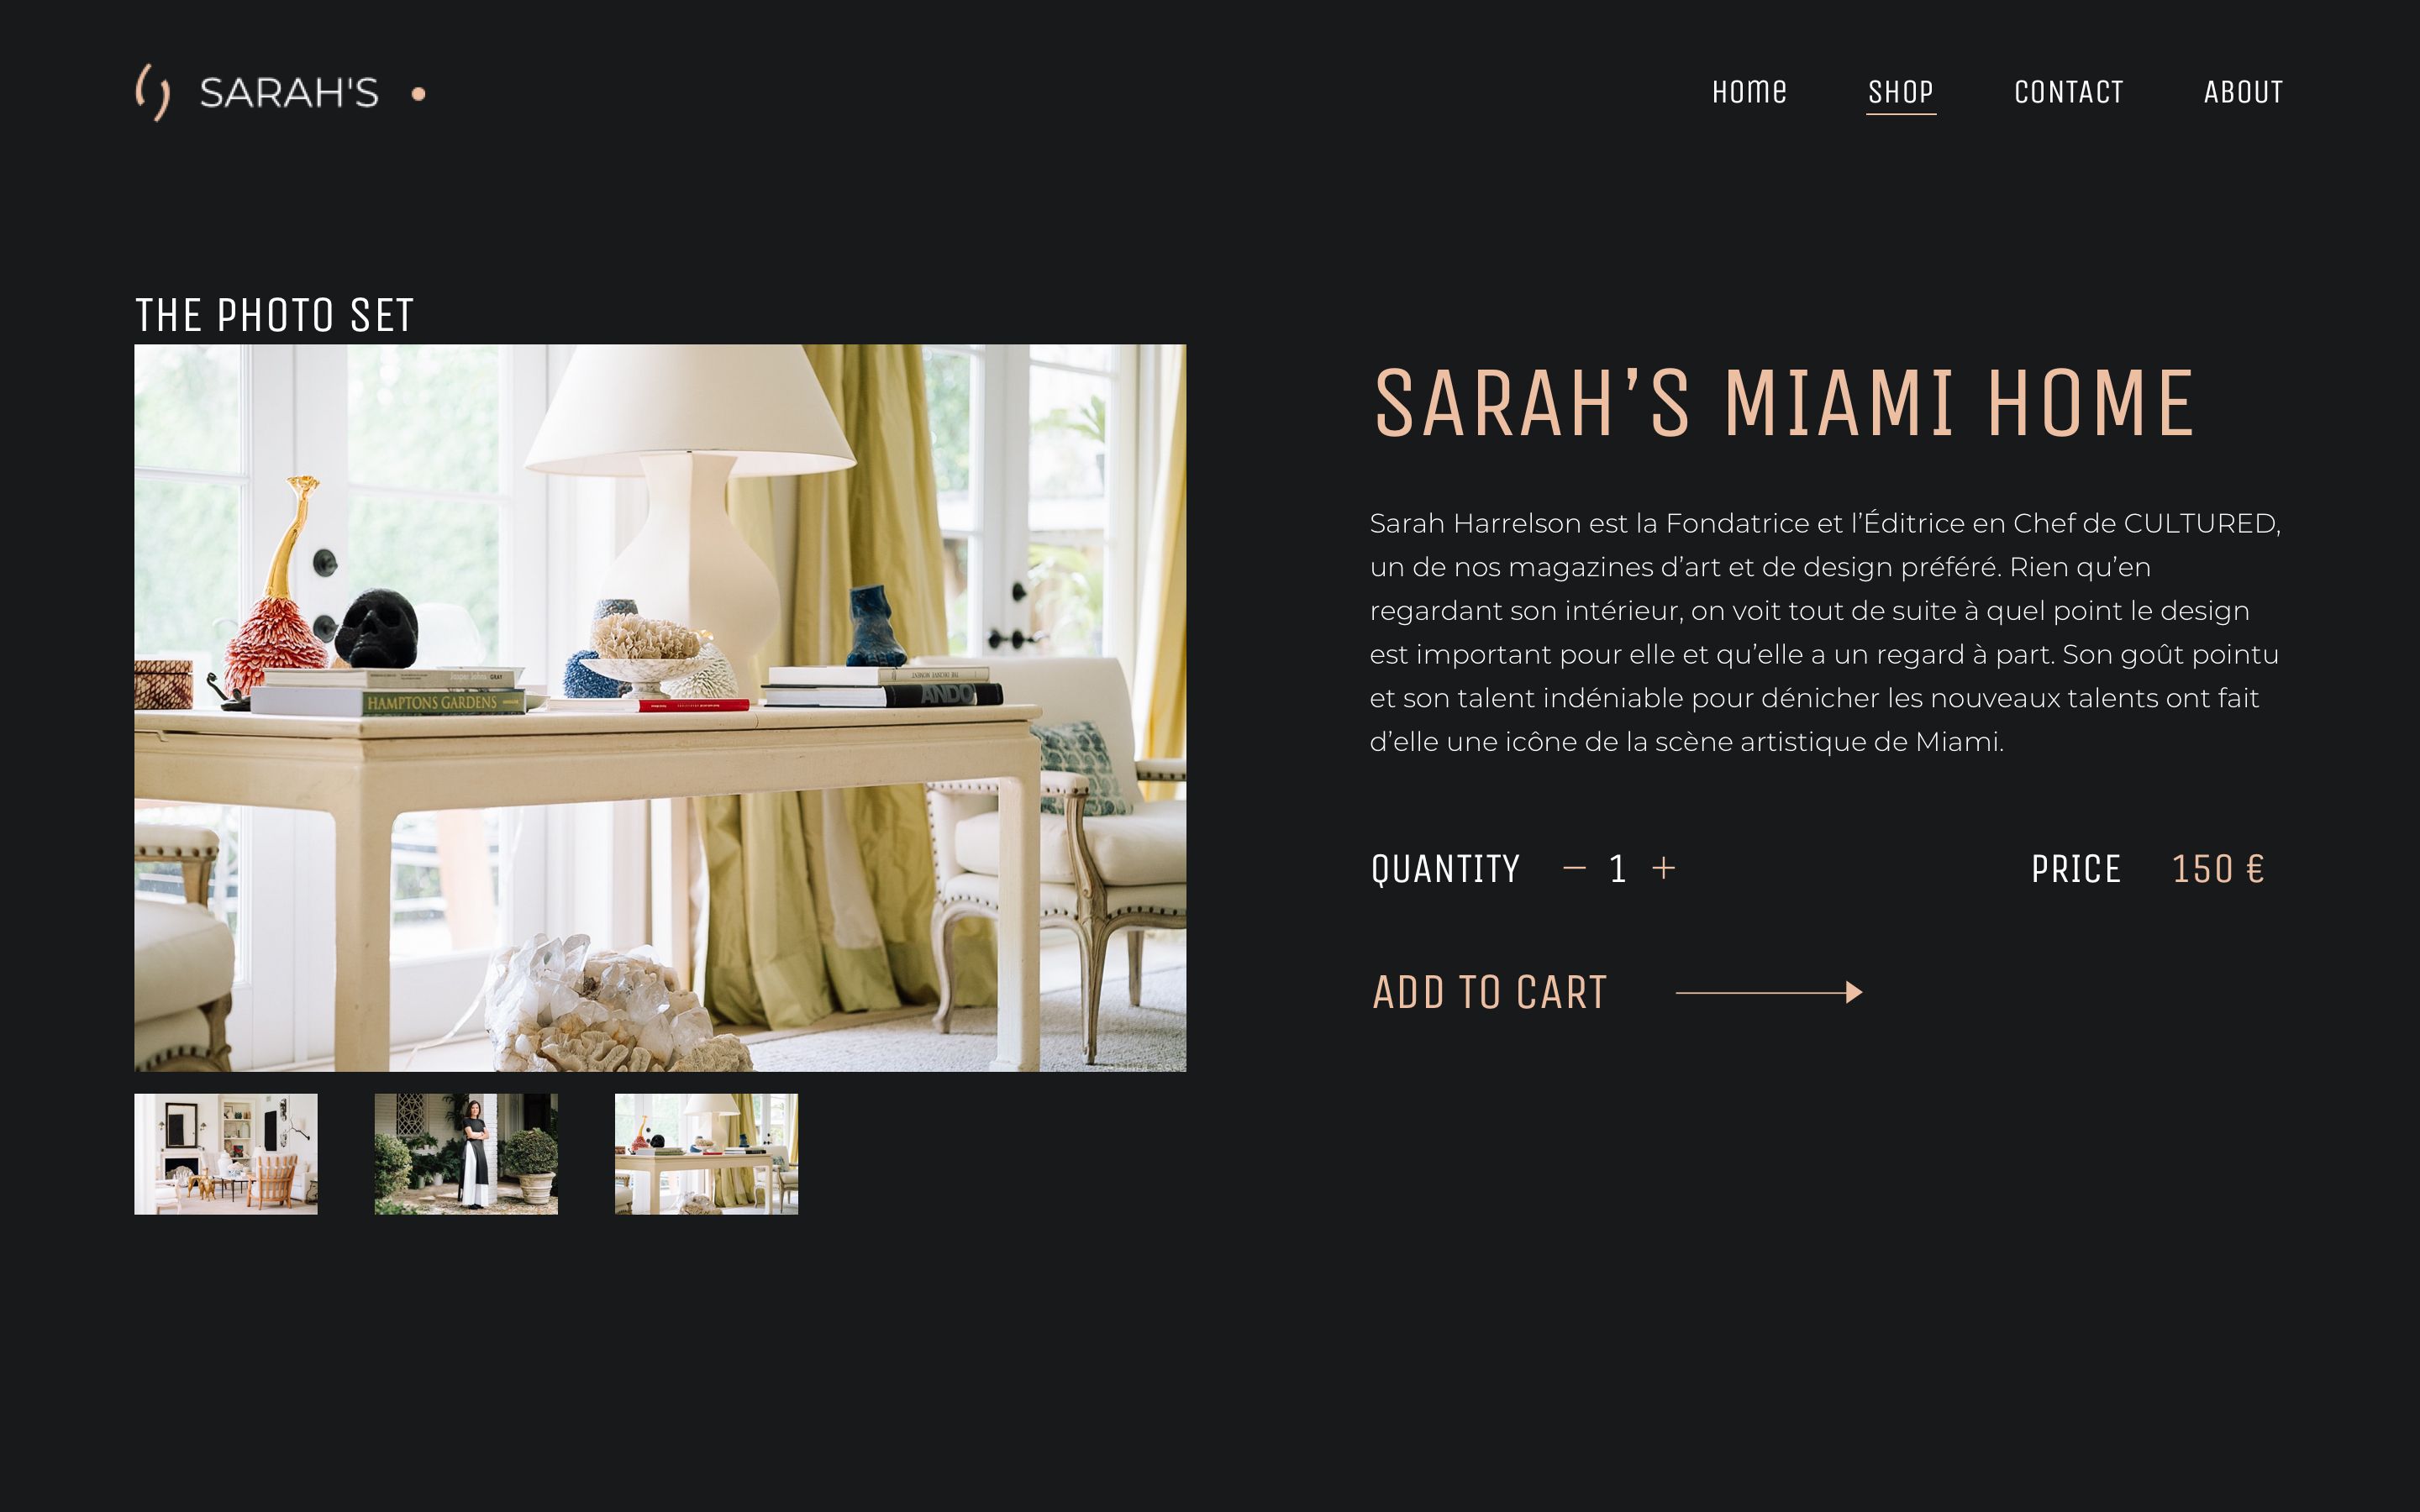 SARAH'S
HOme SHOP CONTACT ABOUT
THE PHOTO SET
HAMPTONS GARDENS
ANDO
SARAH’S MIAMI HOME
Sarah Harrelson est la Fondatrice et l’Éditrice en Chef de CULTURED,
un de nos magazines d’art et de design préféré. Rien qu’en
regardant son intérieur, on voit tout de suite à quel point le design
est important pour elle et qu’elle a un regard à part. Son goût pointu
et son talent indéniable pour dénicher les nouveaux talents ont fait
d’elle une icône de la scène artistique de Miami.
QUANTITY − 1 + PRICE 150 €
ADD TO CART